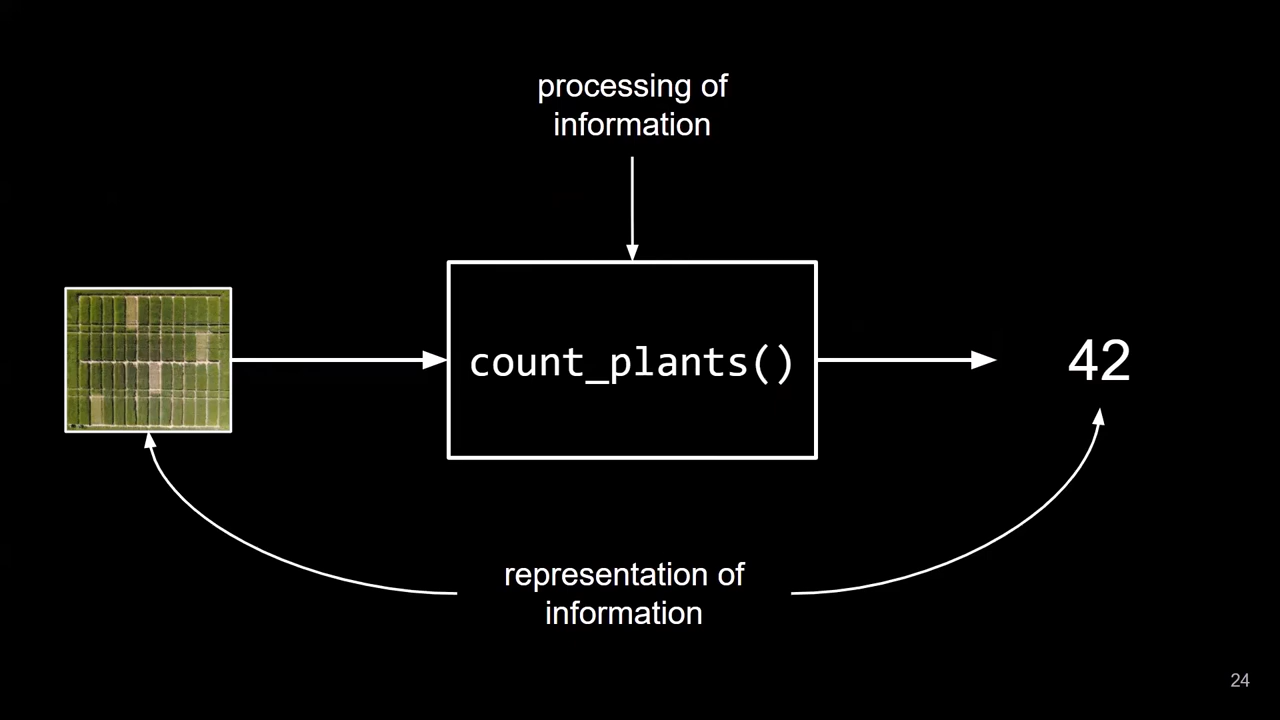 processing of
information
count_plants()
42
representation of
information
24